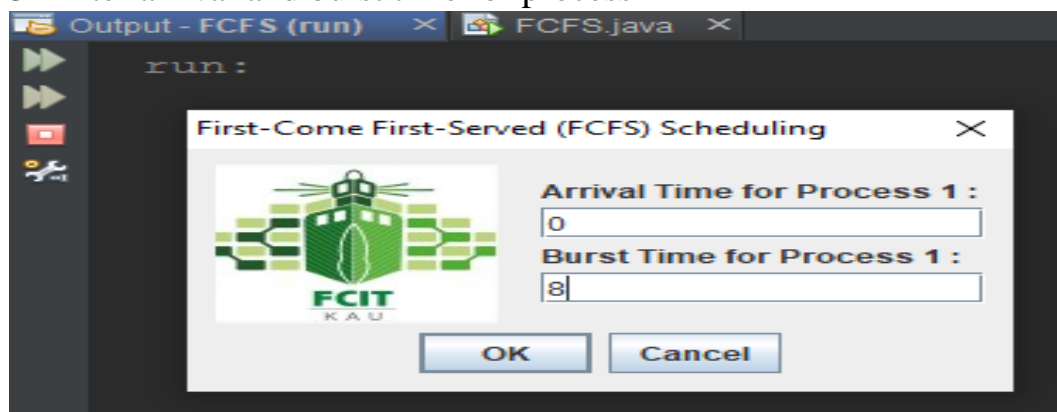 Output - FCFS (run) × FCFS.java ×
run:
First-Come First-Served (FCFS) Scheduling ×
Arrival Time for Process 1 :
0
Burst Time for Process 1 :
8
FCIT
KAU
OK Cancel